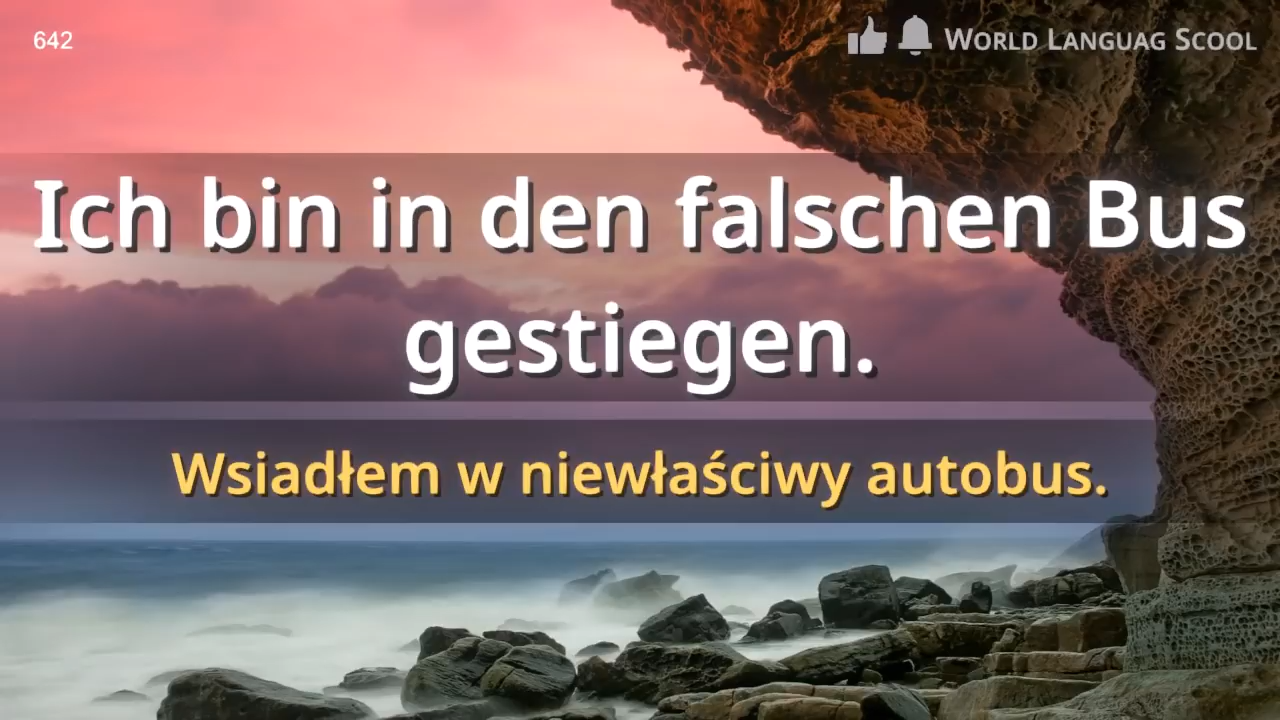 642
World Languag Scool
Ich bin in den falschen Bus
gestiegen.
Wsiadłem w niewłaściwy autobus.